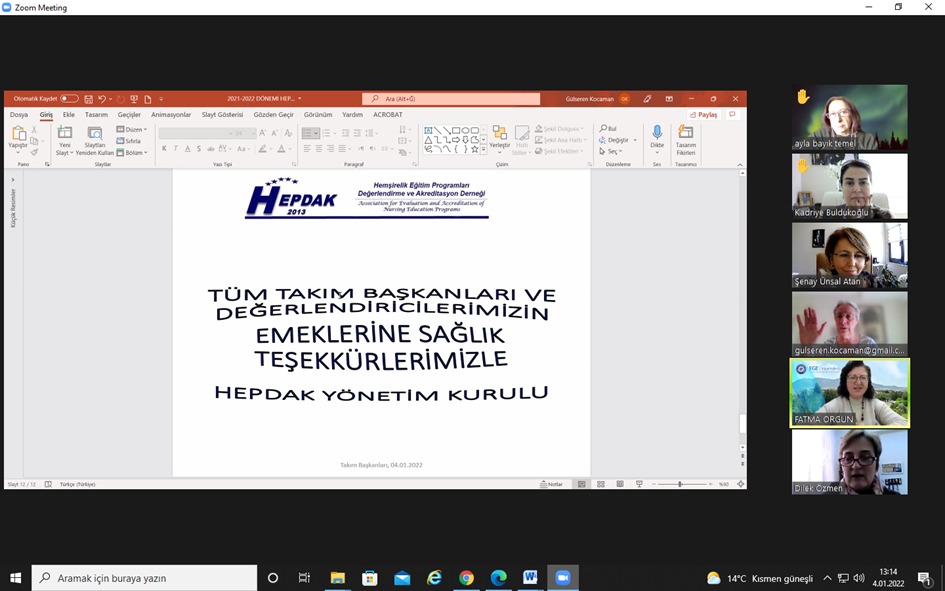 Zoom Meeting
Otomatik Kaydet
2021-2022 DÖNEMİ HEP...
Ara (Alt+Ğ)
Gülseren Kocaman
GK
Dosya Giriş Ekle Tasarım Geçişler Animasyonlar Slayt Gösterisi Gözden Geçir Görünüm Yardım ACROBAT
Paylaş
Yapıştır
Yeni Slayt
Slaytları Yeniden Kullan
Düzen
Sıfırla
Bölüm
Yerleştir
Hızlı Stiller
Şekil Dolgusu
Şekil Ana Hattı
Şekil Efektleri
Bul
Değiştir
Seç
Dikte
Tasarım Fikirleri
Pano Slaytlar Yazı Tipi Paragraf Çizim Düzenleme Ses Tasarımcı
Küçük Resimler
HEPDAK
2013
Hemşirelik Eğitim Programları
Değerlendirme ve Akreditasyon Derneği
Association for Evaluation and Accreditation of
Nursing Education Programs
TÜM TAKIM BAŞKANLARI VE
DEĞERLENDİRİCİLERİMİZİN
EMEKLERİNE SAĞLIK
TEŞEKKÜRLERİMİZLE
HEPDAK YÖNETİM KURULU
Takım Başkanları, 04.01.2022
Slayt 12 / 12
Türkçe (Türkiye)
Notlar
ayla bayık temel
Kadriye Buldukoğlu
Şenay Ünsal Atan
gulseren.kocaman@gmail.c...
EGE
FATMA ORGUN
Dilek Özmen
Aramak için buraya yazın
14°C Kısmen güneşli
13:14
4.01.2022